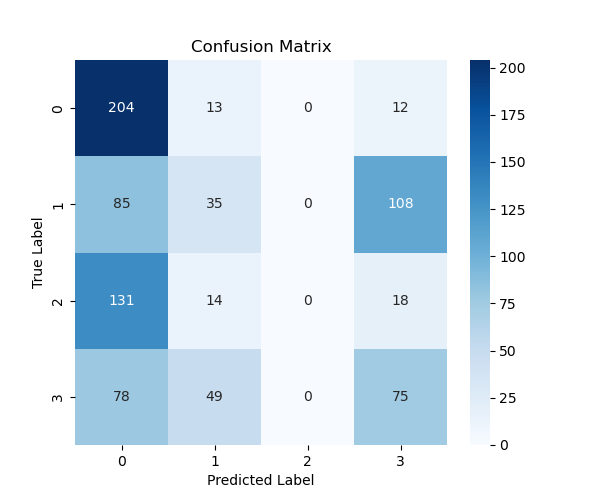 Confusion Matrix
0 204 13 0 12
1 85 35 0 108
2 131 14 0 18
3 78 49 0 75
0 1 2 3
True Label
Predicted Label
200
175
150
125
100
75
50
25
0